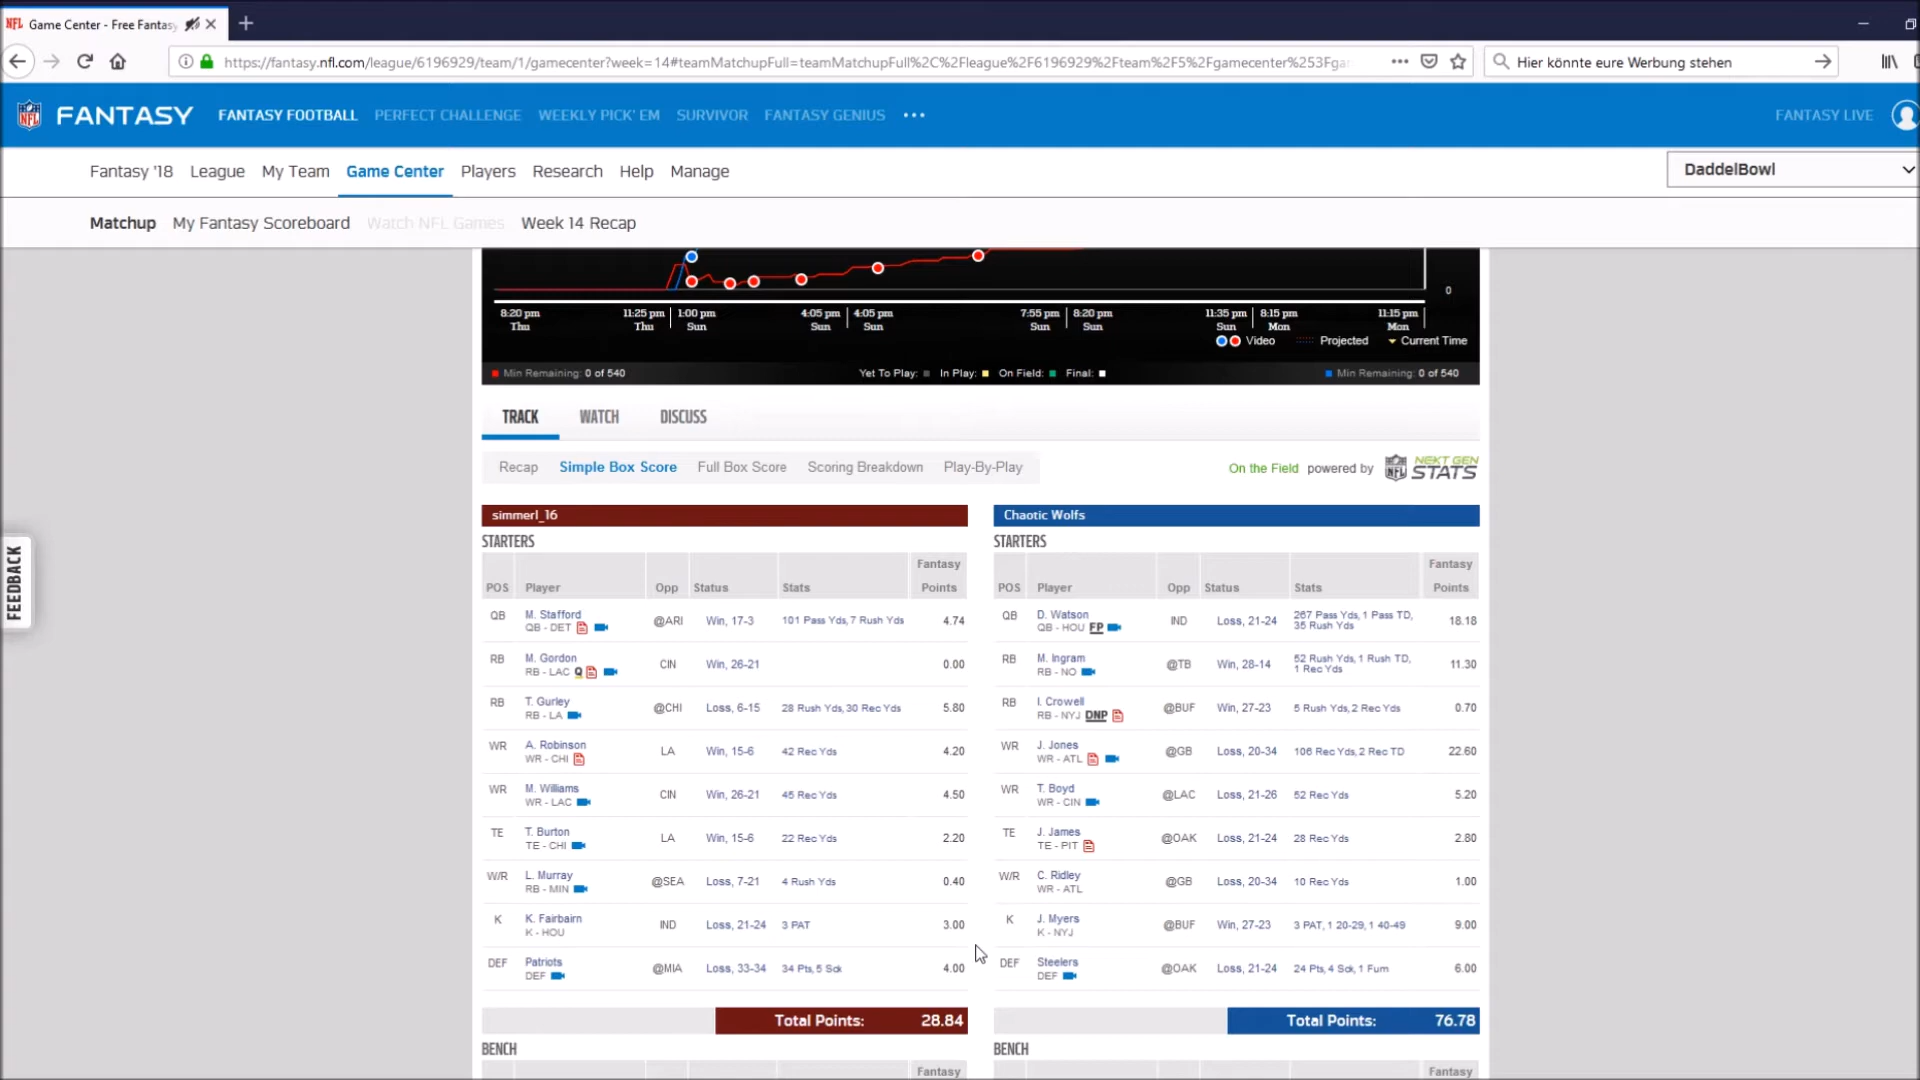 Game Center - Free Fantasy
https://fantasy.nfl.com/league/6196929/team/1/gamecenter?week=14#teamMatchupFull=teamMatchupFull%2C%2Fleague%2F6196929%2Fteam%2F5%2Fgamecenter%253Fga
Hier könnte eure Werbung stehen
NFL FANTASY FANTASY FOOTBALL PERFECT CHALLENGE WEEKLY PICK' EM SURVIVOR FANTASY GENIUS ••• FANTASY LIVE
Fantasy '18 League My Team Game Center Players Research Help Manage DaddelBowl
Matchup My Fantasy Scoreboard Watch NFL Games Week 14 Recap
0
8:20 pm 11:25 pm 1:00 pm 4:05 pm 4:05 pm 7:55 pm 8:20 pm 11:35 pm 8:15 pm 11:15 pm
Thu Thu Sun Sun Sun Sun Sun Sun Mon Mon
Video Projected Current Time
Min Remaining: 0 of 540 Yet To Play: In Play: On Field: Final: Min Remaining: 0 of 540
TRACK WATCH DISCUSS
Recap Simple Box Score Full Box Score Scoring Breakdown Play-By-Play On the Field powered by NFL NEXT GEN STATS
FEEDBACK
simmerl_16
STARTERS
POS Player Opp Status Stats Fantasy Points
QB M. Stafford @ARI Win, 17-3 101 Pass Yds, 7 Rush Yds 4.74
QB - DET
RB M. Gordon CIN Win, 26-21 0.00
RB - LAC Q
RB T. Gurley @CHI Loss, 6-15 28 Rush Yds, 30 Rec Yds 5.80
RB - LA
WR A. Robinson LA Win, 15-6 42 Rec Yds 4.20
WR - CHI
WR M. Williams CIN Win, 26-21 45 Rec Yds 4.50
WR - LAC
TE T. Burton LA Win, 15-6 22 Rec Yds 2.20
TE - CHI
W/R L. Murray @SEA Loss, 7-21 4 Rush Yds 0.40
RB - MIN
K K. Fairbairn IND Loss, 21-24 3 PAT 3.00
K - HOU
DEF Patriots @MIA Loss, 33-34 34 Pts, 5 Sck 4.00
DEF
Total Points: 28.84
BENCH
Fantasy
Chaotic Wolfs
STARTERS
POS Player Opp Status Stats Fantasy Points
QB D. Watson IND Loss, 21-24 267 Pass Yds, 1 Pass TD, 35 Rush Yds 18.18
QB - HOU FP
RB M. Ingram @TB Win, 28-14 52 Rush Yds, 1 Rush TD, 1 Rec Yds 11.30
RB - NO
RB I. Crowell @BUF Win, 27-23 5 Rush Yds, 2 Rec Yds 0.70
RB - NYJ DNP
WR J. Jones @GB Loss, 20-34 106 Rec Yds, 2 Rec TD 22.60
WR - ATL
WR T. Boyd @LAC Loss, 21-26 52 Rec Yds 5.20
WR - CIN
TE J. James @OAK Loss, 21-24 28 Rec Yds 2.80
TE - PIT
W/R C. Ridley @GB Loss, 20-34 10 Rec Yds 1.00
WR - ATL
K J. Myers @BUF Win, 27-23 3 PAT, 1 20-29, 1 40-49 9.00
K - NYJ
DEF Steelers @OAK Loss, 21-24 24 Pts, 4 Sck, 1 Fum 6.00
DEF
Total Points: 76.78
BENCH
Fantasy